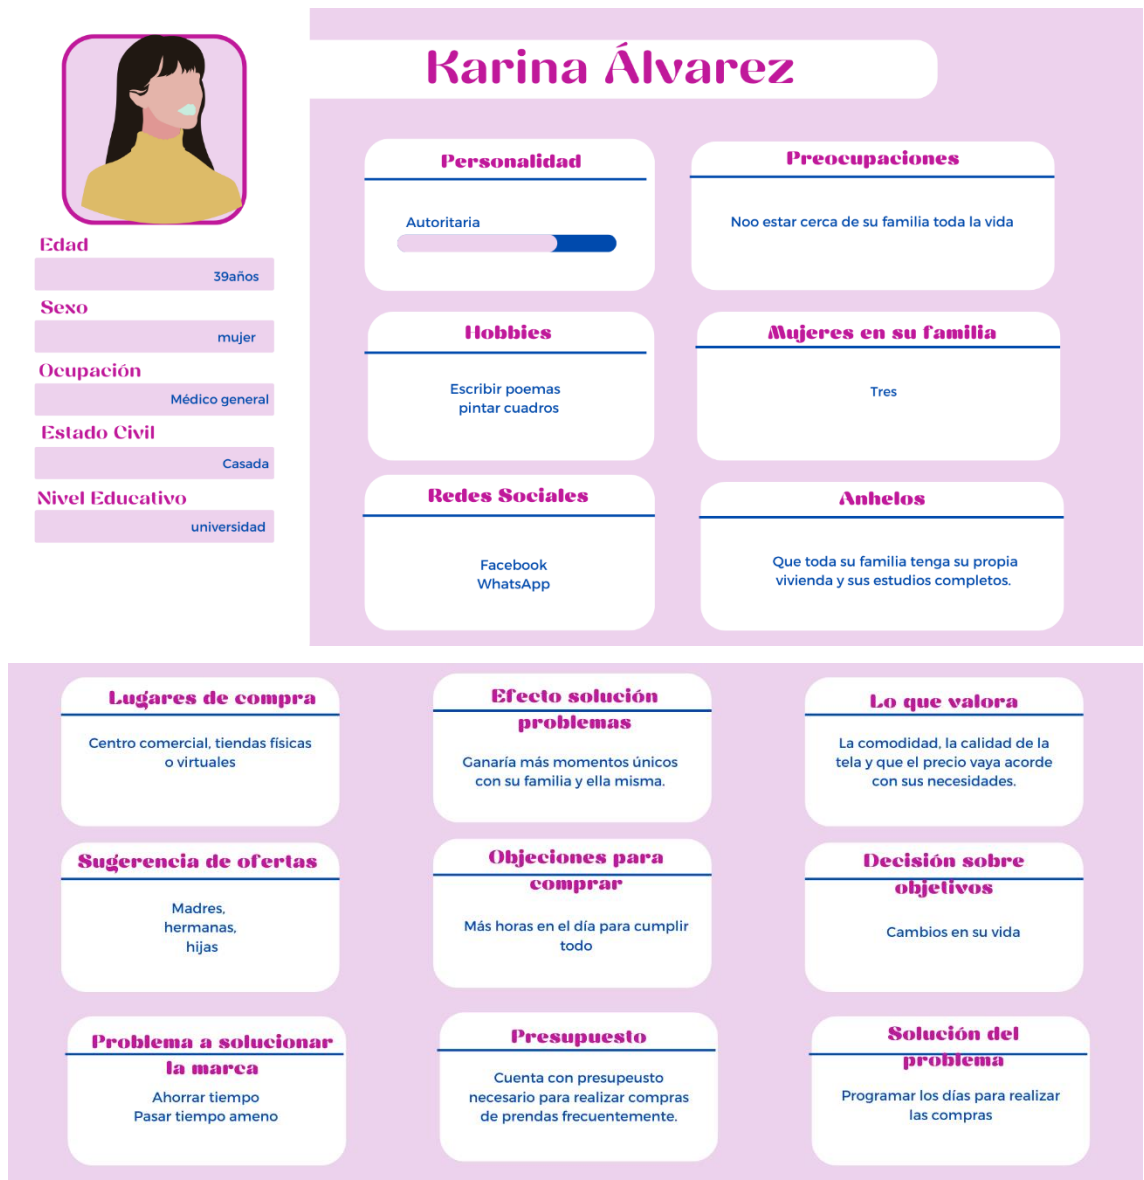 Karina Álvarez
Edad
39años
Sexo
mujer
Ocupación
Médico general
Estado Civil
Casada
Nivel Educativo
universidad
Personalidad
Autoritaria
Preocupaciones
Noo estar cerca de su familia toda la vida
Hobbies
Escribir poemas
pintar cuadros
Mujeres en su familia
Tres
Redes Sociales
Facebook
WhatsApp
Anhelos
Que toda su familia tenga su propia
vivienda y sus estudios completos.
Lugares de compra
Centro comercial, tiendas físicas
o virtuales
Efecto solución
problemas
Ganaría más momentos únicos
con su familia y ella misma.
Lo que valora
La comodidad, la calidad de la
tela y que el precio vaya acorde
con sus necesidades.
Sugerencia de ofertas
Madres,
hermanas,
hijas
Objeciones para
comprar
Más horas en el día para cumplir
todo
Decisión sobre
objetivos
Cambios en su vida
Problema a solucionar
la marca
Ahorrar tiempo
Pasar tiempo ameno
Presupuesto
Cuenta con presupeusto
necesario para realizar compras
de prendas frecuentemente.
Solución del
problema
Programar los días para realizar
las compras